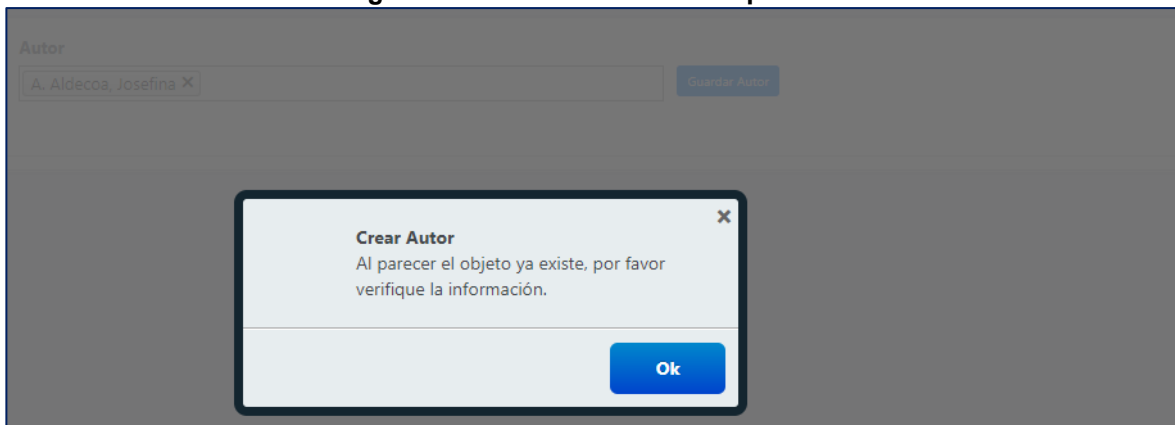 Autor
A. Aldecoa, Josefina ✕
Guardar Autor
Crear Autor
Al parecer el objeto ya existe, por favor
verifique la información.
Ok